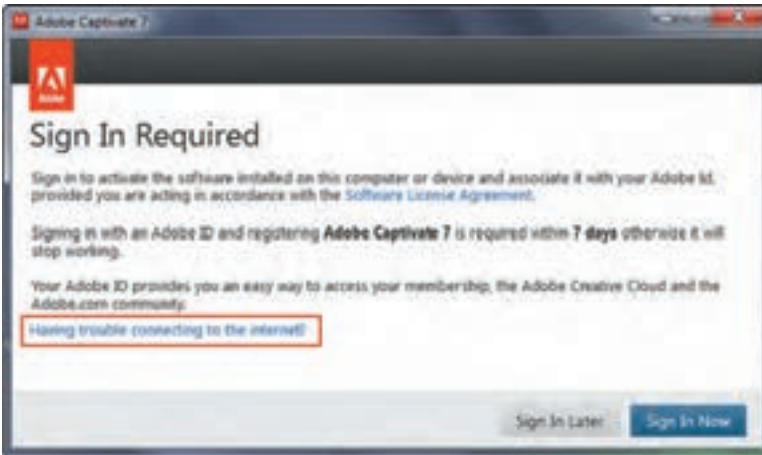 Adobe Captivate 7
Adobe
Sign In Required
Sign in to activate the software installed on this computer or device and associate it with your Adobe Id,
provided you are acting in accordance with the Software License Agreement.
Signing in with an Adobe ID and registering Adobe Captivate 7 is required within 7 days otherwise it will
stop working.
Your Adobe ID provides you an easy way to access your membership, the Adobe Creative Cloud and the
Adobe.com community.
Having trouble connecting to the internet?
Sign In Later
Sign In Now